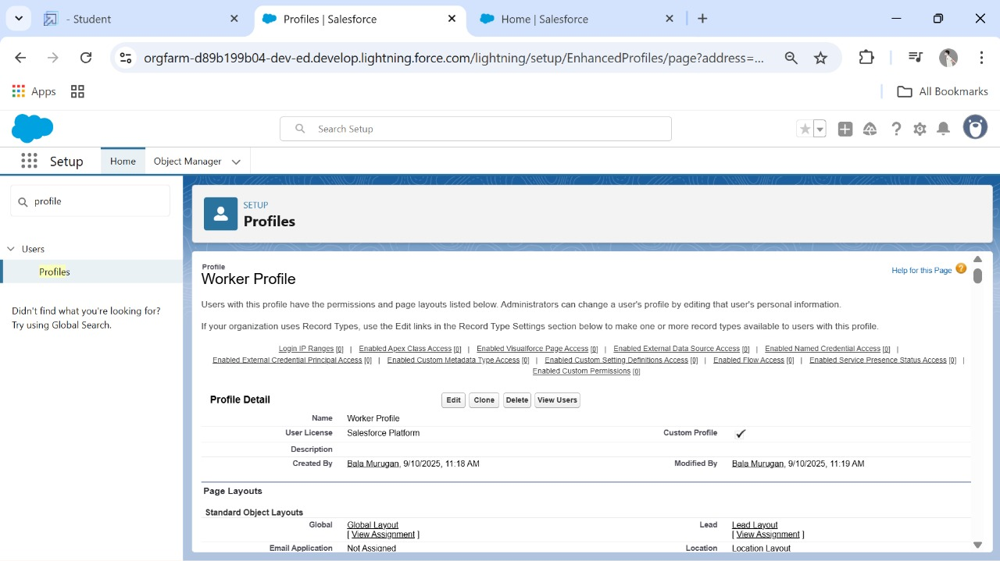 - Student
Profiles | Salesforce
Home | Salesforce
orgfarm-d89b199b04-dev-ed.develop.lightning.force.com/lightning/setup/EnhancedProfiles/page?address=...
Apps
All Bookmarks
Search Setup
Setup
Home
Object Manager
profile
Users
Profiles
Didn't find what you're looking for?
Try using Global Search.
SETUP
Profiles
Profile
Worker Profile
Help for this Page
Users with this profile have the permissions and page layouts listed below. Administrators can change a user's profile by editing that user's personal information.
If your organization uses Record Types, use the Edit links in the Record Type Settings section below to make one or more record types available to users with this profile.
Login IP Ranges [0] | Enabled Apex Class Access [0] | Enabled Visualforce Page Access [0] | Enabled External Data Source Access [0] | Enabled Named Credential Access [0] |
Enabled External Credential Principal Access [0] | Enabled Custom Metadata Type Access [0] | Enabled Custom Setting Definitions Access [0] | Enabled Flow Access [0] | Enabled Service Presence Status Access [0] |
Enabled Custom Permissions [0]
Profile Detail
Edit Clone Delete View Users
Name Worker Profile
User License Salesforce Platform Custom Profile ✓
Description
Created By Bala Murugan, 9/10/2025, 11:18 AM Modified By Bala Murugan, 9/10/2025, 11:19 AM
Page Layouts
Standard Object Layouts
Global Global Layout Lead Lead Layout
[ View Assignment ] [ View Assignment ]
Email Application Not Assigned Location Location Layout